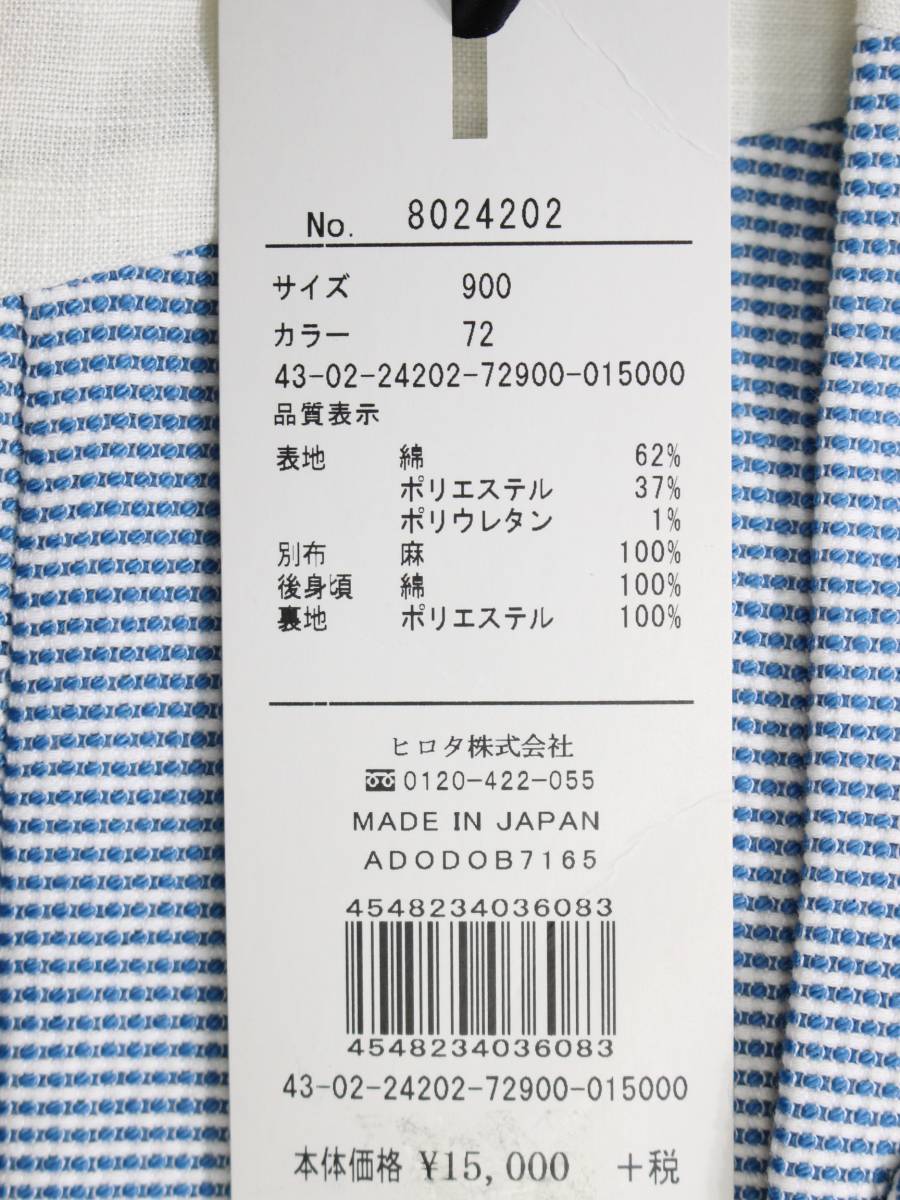 No. 8024202
サイズ 900
カラー 72
43-02-24202-72900-015000
品質表示
表地 綿 62%
ポリエステル 37%
ポリウレタン 1%
別布 麻 100%
後身頃 綿 100%
裏地 ポリエステル 100%
ヒロタ株式会社
0120-422-055
MADE IN JAPAN
ADODOB7165
4548234036083
4548234036083
43-02-24202-72900-015000
本体価格 ¥15,000 +税